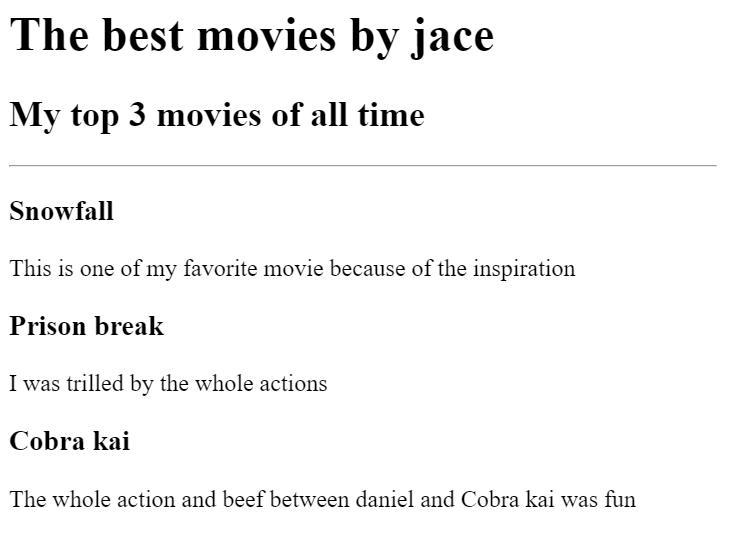 The best movies by jace
My top 3 movies of all time
Snowfall
This is one of my favorite movie because of the inspiration
Prison break
I was trilled by the whole actions
Cobra kai
The whole action and beef between daniel and Cobra kai was fun